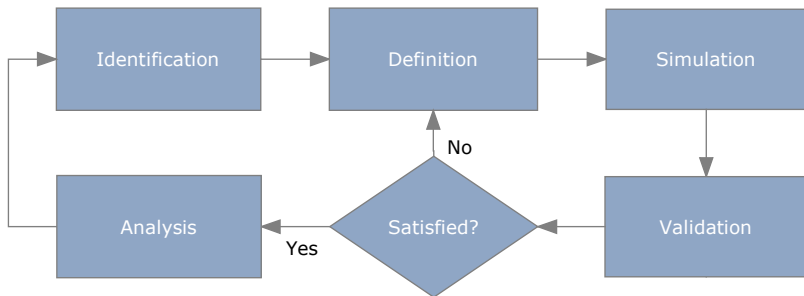 Identification
Definition
Simulation
No
Analysis
Satisfied?
Validation
Yes